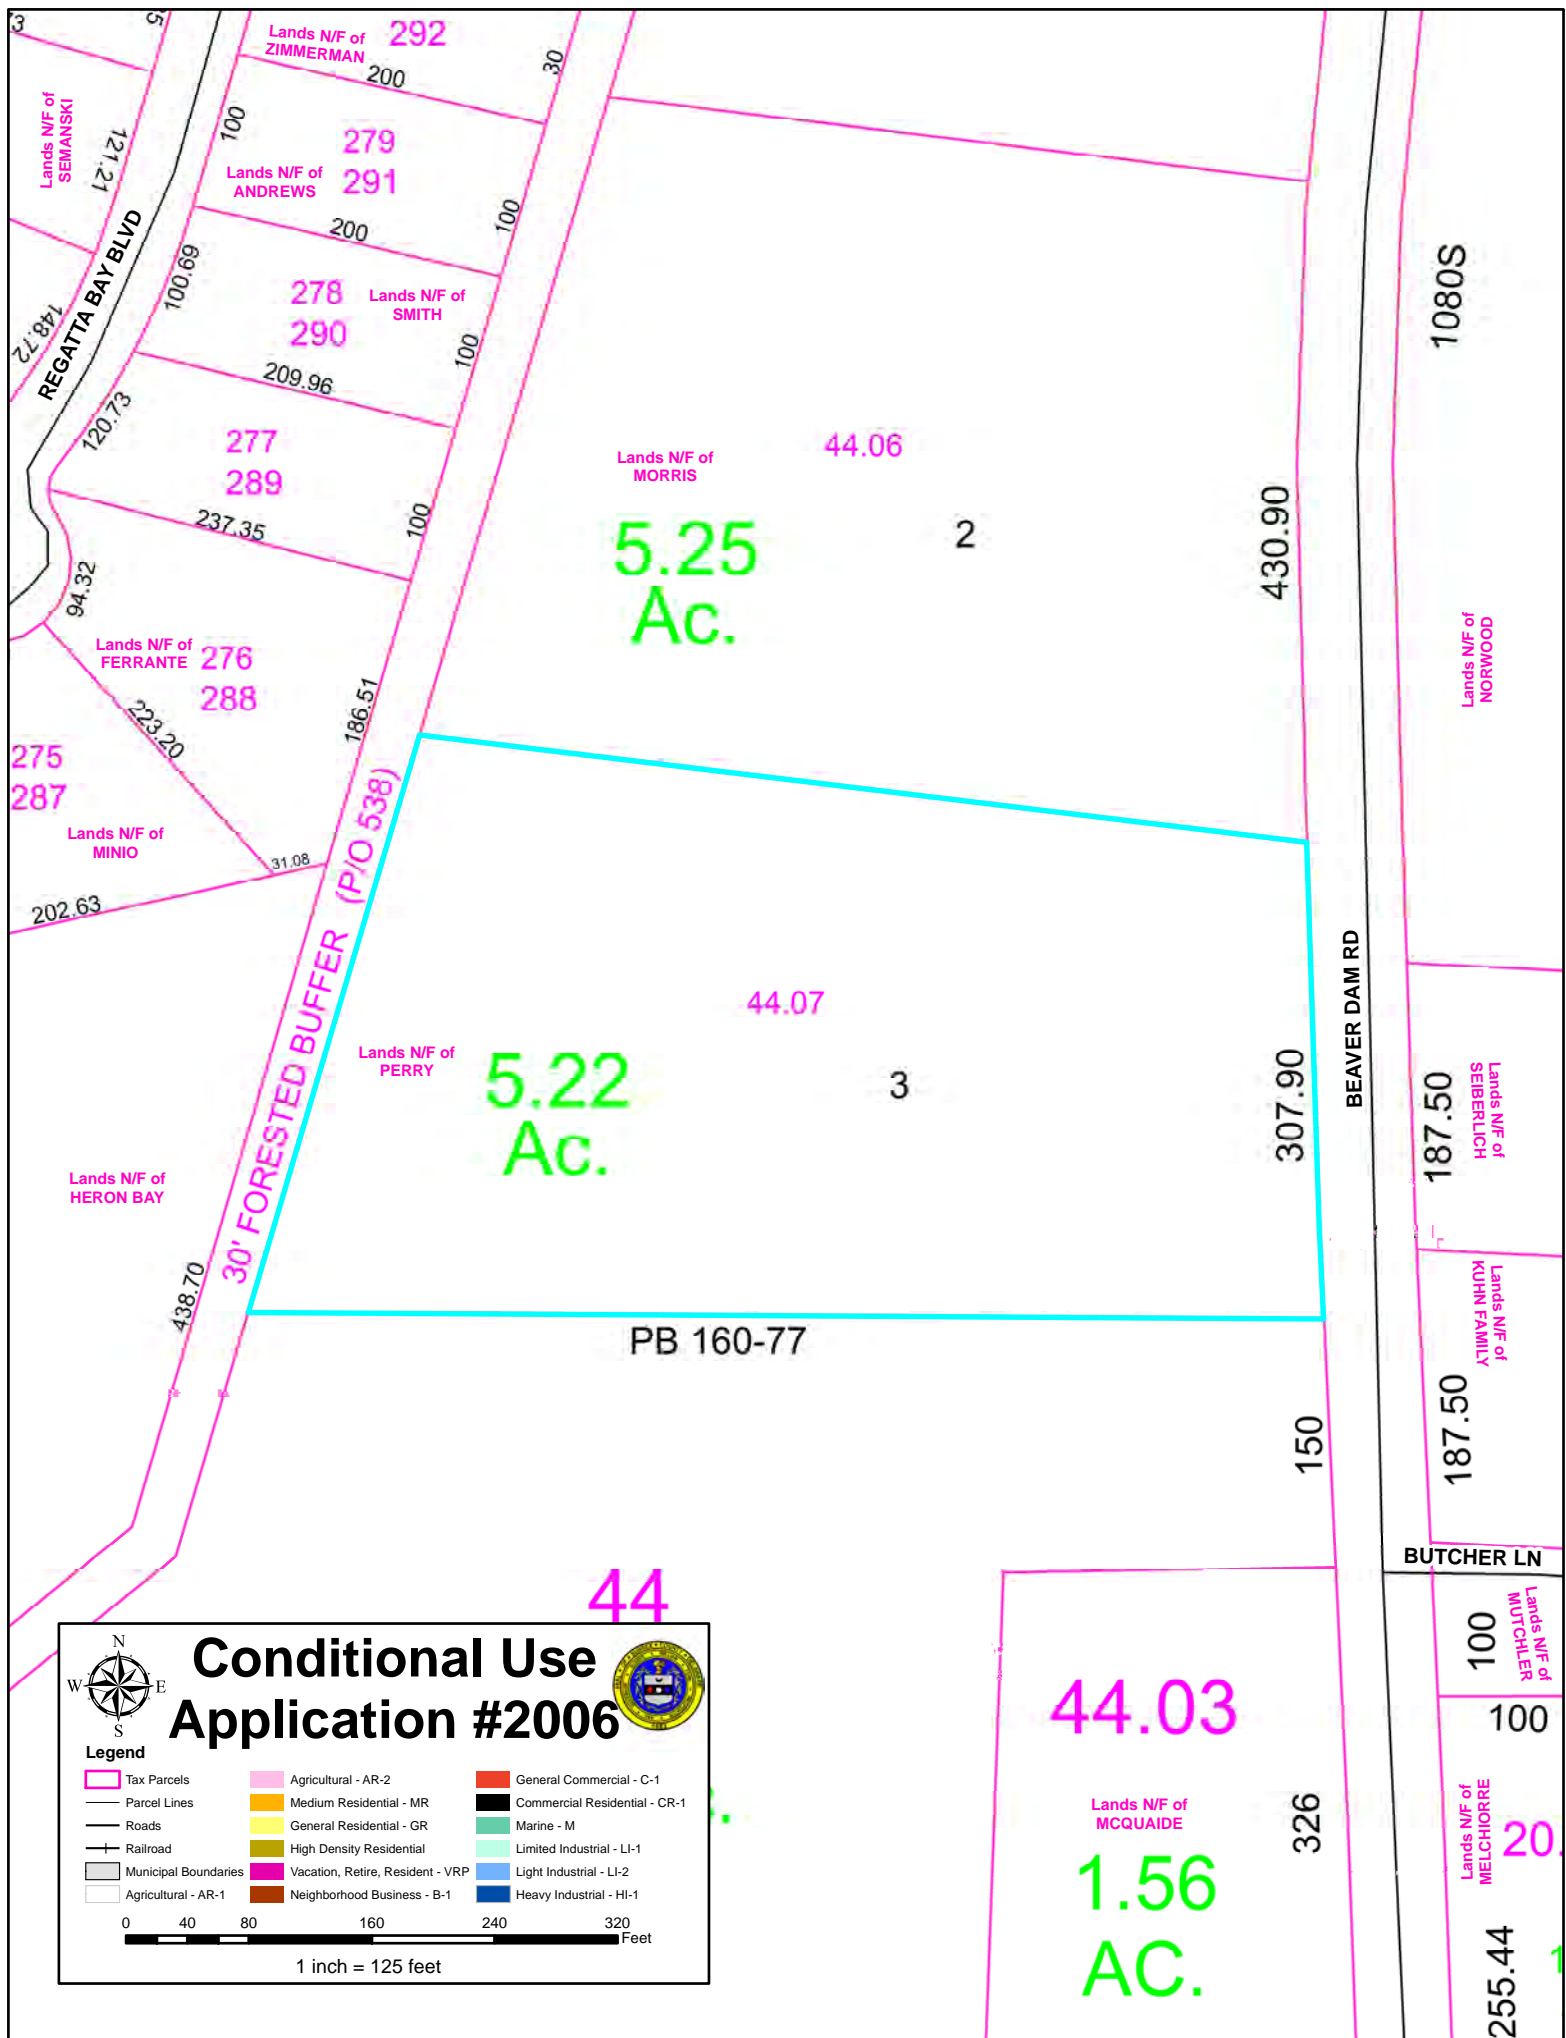 Lands N/F of
ZIMMERMAN
292
200
30
Lands N/F of
SEMANSKI
121.21
100
279
291
Lands N/F of
ANDREWS
200
100
REGATTA BAY BLVD
148.72
100.69
278
290
Lands N/F of
SMITH
100
209.96
120.73
277
289
237.35
100
94.32
Lands N/F of
FERRANTE
276
288
223.20
186.51
275
287
Lands N/F of
MINIO
31.08
202.63
Lands N/F of
MORRIS
44.06
5.25
Ac.
2
430.90
1080S
Lands N/F of
NORWOOD
30' FORESTED BUFFER (P/O 538)
44.07
Lands N/F of
PERRY
5.22
Ac.
3
307.90
BEAVER DAM RD
187.50
Lands N/F of
SEIBERLICH
Lands N/F of
HERON BAY
438.70
PB 160-77
Lands N/F of
KUHN FAMILY
187.50
150
BUTCHER LN
44
100
Lands N/F of
MUTCHLER
100
44.03
Lands N/F of
MCQUAIDE
326
1.56
AC.
Lands N/F of
MELCHIORRE
20.
255.44
N
W
E
S
Conditional Use
Application #2006
Legend
Tax Parcels
Parcel Lines
Roads
Railroad
Municipal Boundaries
Agricultural - AR-1
Agricultural - AR-2
Medium Residential - MR
General Residential - GR
High Density Residential
Vacation, Retire, Resident - VRP
Neighborhood Business - B-1
General Commercial - C-1
Commercial Residential - CR-1
Marine - M
Limited Industrial - LI-1
Light Industrial - LI-2
Heavy Industrial - HI-1
0 40 80 160 240 320
Feet
1 inch = 125 feet